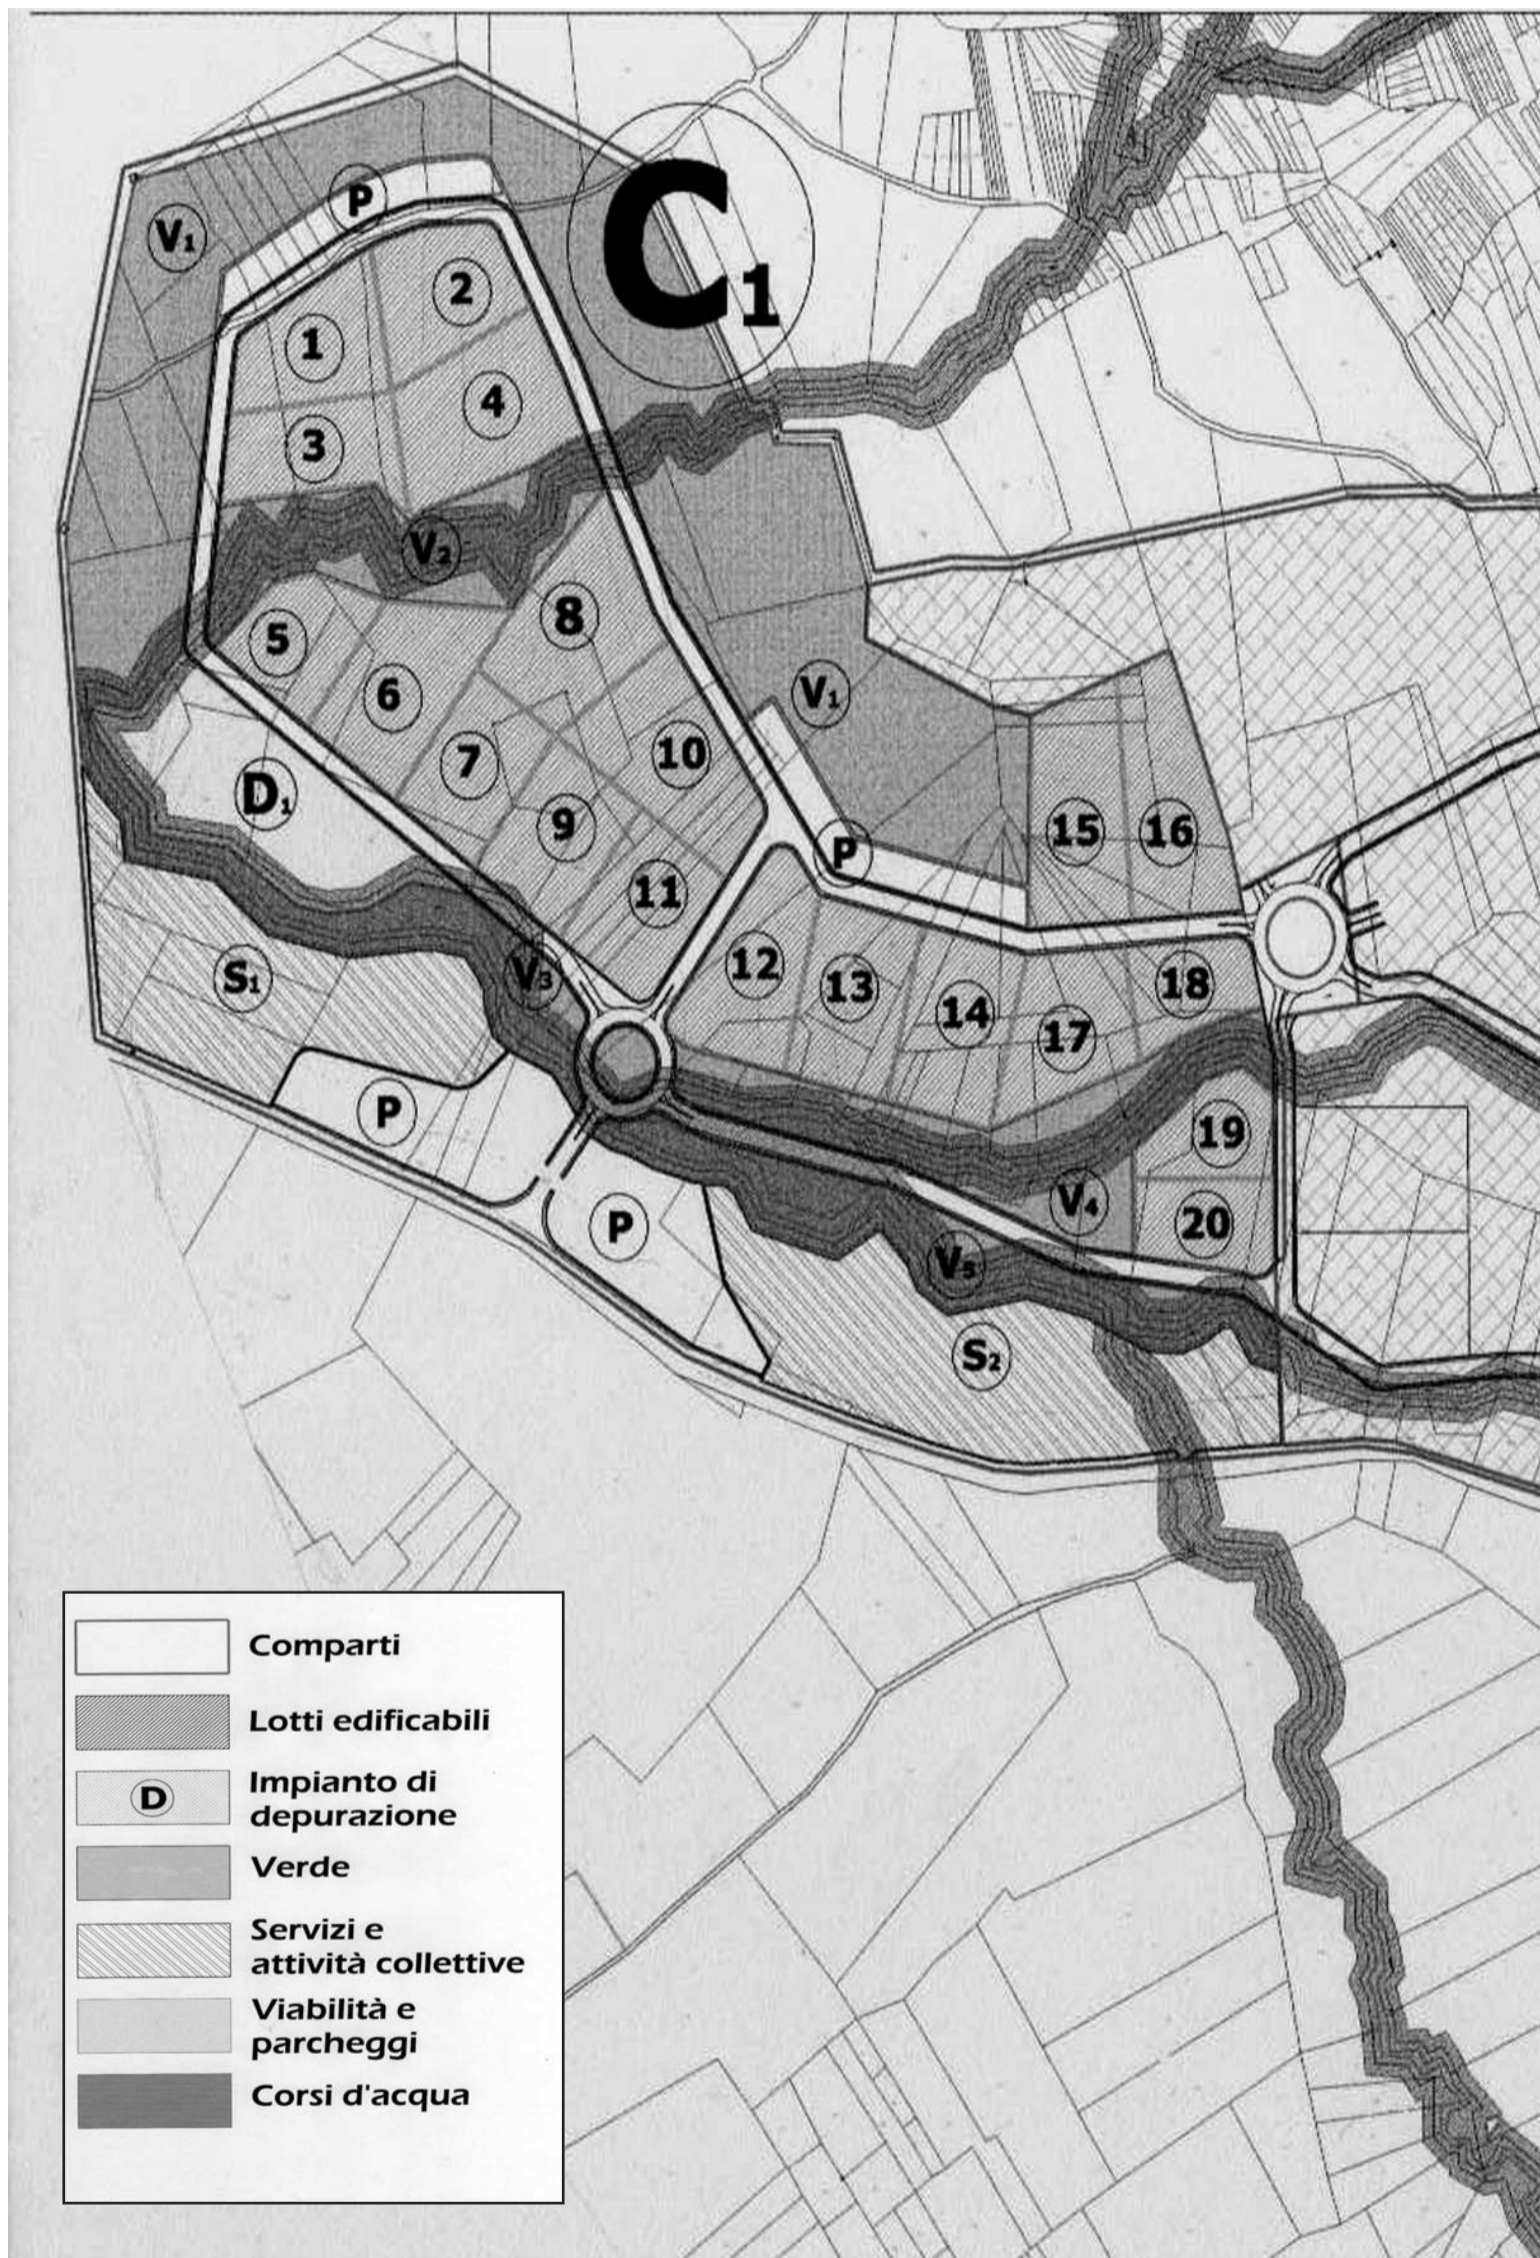 C1
P
V1
2
1
4
3
V2
8
5
6
V1
10
7
D1
9
15
16
P
11
12
S1
V3
13
18
14
17
P
19
V4
20
P
V5
S2
Comparti
Lotti edificabili
D
Impianto di
depurazione
Verde
Servizi e
attività collettive
Viabilità e
parcheggi
Corsi d'acqua